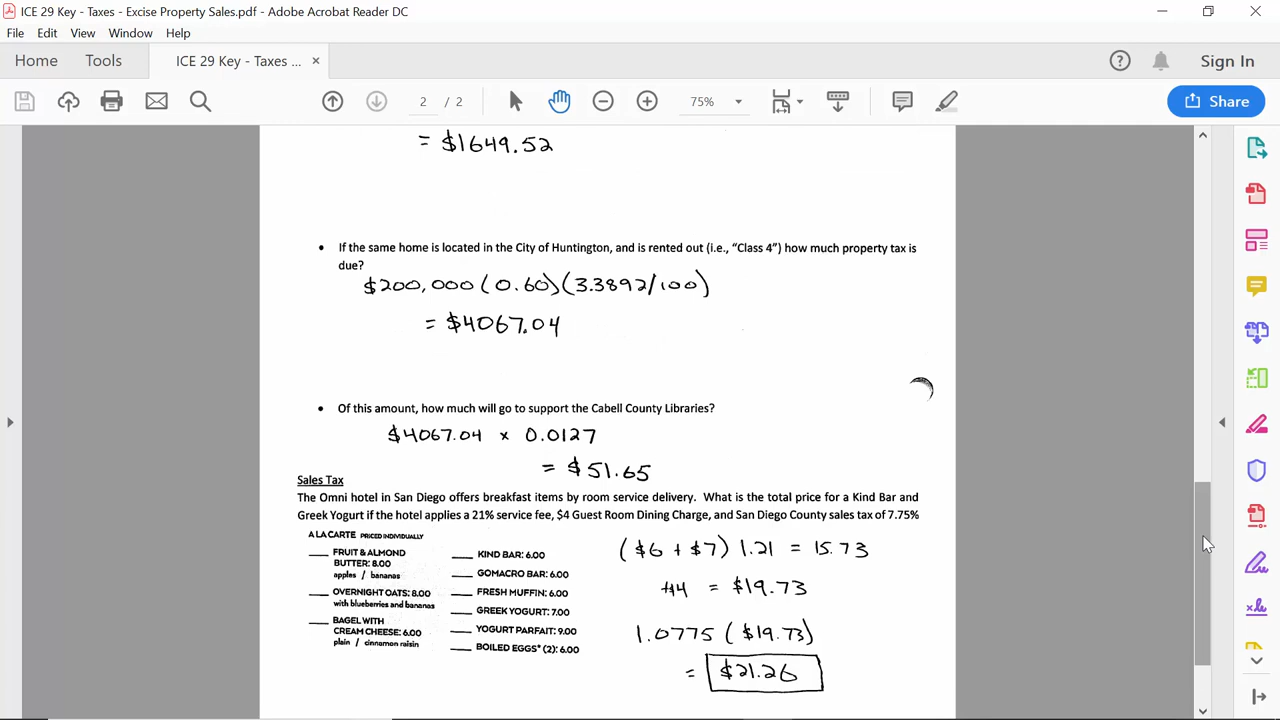 ICE 29 Key - Taxes - Excise Property Sales.pdf - Adobe Acrobat Reader DC
File Edit View Window Help
Home Tools ICE 29 Key - Taxes ... × Sign In
2 / 2 75% Share
= $1649.52
• If the same home is located in the City of Huntington, and is rented out (i.e., “Class 4”) how much property tax is
due?
$200,000 (0.60)(3.3892/100)
= $4067.04
• Of this amount, how much will go to support the Cabell County Libraries?
$4067.04 x 0.0127
= $51.65
Sales Tax
The Omni hotel in San Diego offers breakfast items by room service delivery. What is the total price for a Kind Bar and
Greek Yogurt if the hotel applies a 21% service fee, $4 Guest Room Dining Charge, and San Diego County sales tax of 7.75%
A LA CARTE PRICED INDIVIDUALLY
FRUIT & ALMOND
BUTTER: 8.00
apples / bananas
OVERNIGHT OATS: 8.00
with blueberries and bananas
BAGEL WITH
CREAM CHEESE: 6.00
plain / cinnamon raisin
KIND BAR: 6.00
GOMACRO BAR: 6.00
FRESH MUFFIN: 6.00
GREEK YOGURT: 7.00
YOGURT PARFAIT: 9.00
BOILED EGGS* (2): 6.00
($6 + $7) 1.21 = 15.73
+$4 = $19.73
1.0775 ($19.73)
= $21.26